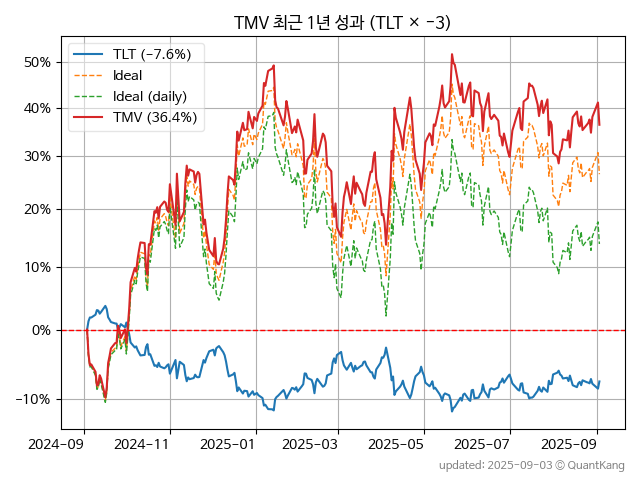 TMV 최근 1년 성과 (TLT × −3)
TLT (−7.6%)
Ideal
Ideal (daily)
TMV (36.4%)
50%
40%
30%
20%
10%
0%
−10%
2024−09
2024−11
2025−01
2025−03
2025−05
2025−07
2025−09
updated: 2025−09−03 © QuantKang